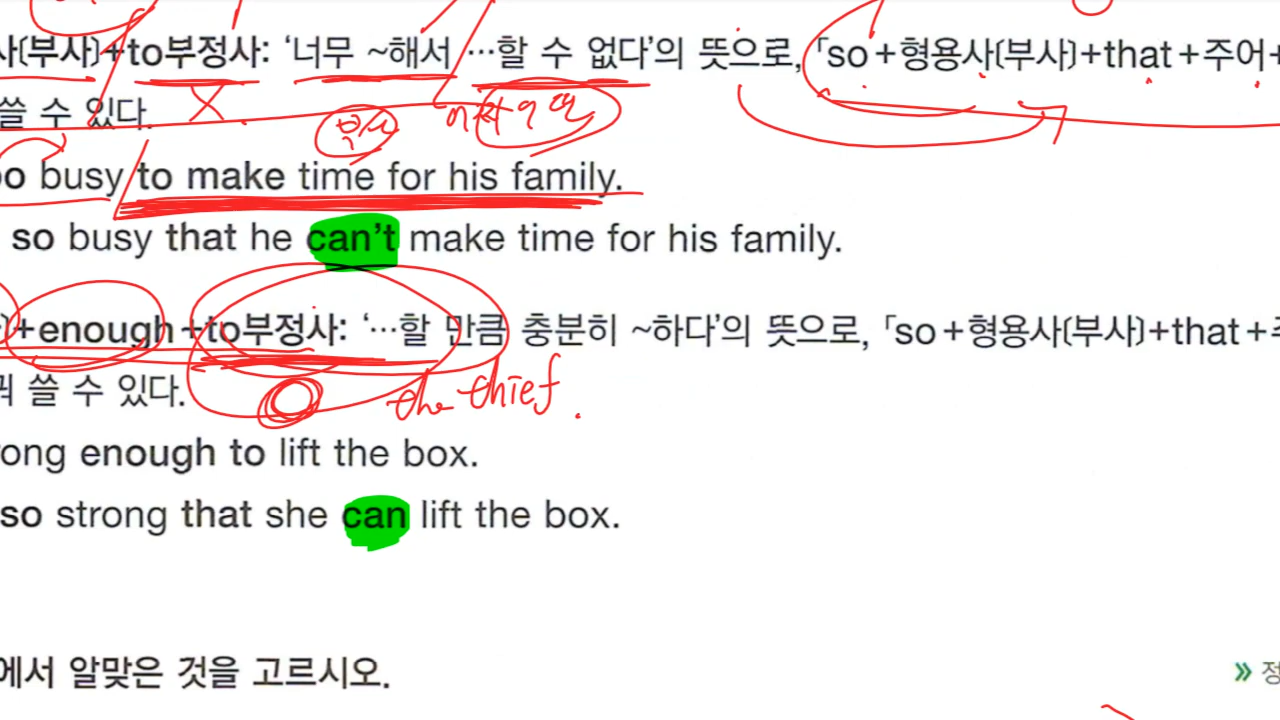 사(부사)+to부정사: ‘너무 ~해서 …할 수 없다’의 뜻으로, 「so+형용사(부사)+that+주어+
쓸 수 있다.
부사
busy to make time for his family.
so busy that he can’t make time for his family.
+enough+to부정사: ‘…할 만큼 충분히 ~하다’의 뜻으로, 「so+형용사(부사)+that+
쓸 수 있다.
the thief.
enough to lift the box.
so strong that she can lift the box.
에서 알맞은 것을 고르시오.
» 정